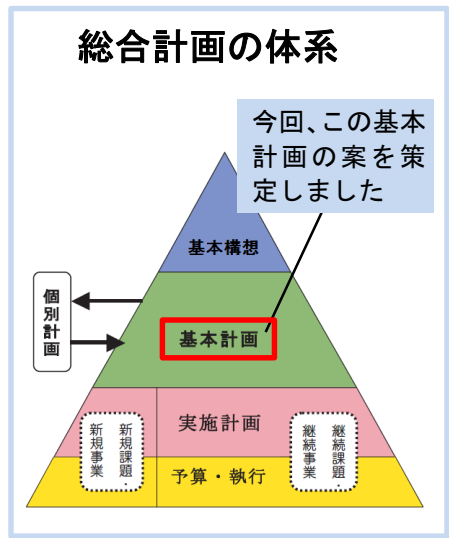 総合計画の体系
今回、この基本
計画の案を策
定しました
基本構想
個別計画
基本計画
実施計画
新規課題・
新規事業
継続課題・
継続事業
予算・執行